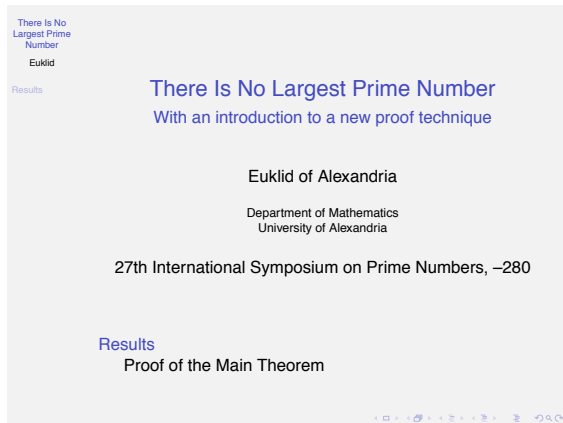 There Is No
Largest Prime
Number
Euklid
Results
There Is No Largest Prime Number
With an introduction to a new proof technique
Euklid of Alexandria
Department of Mathematics
University of Alexandria
27th International Symposium on Prime Numbers, –280
Results
Proof of the Main Theorem